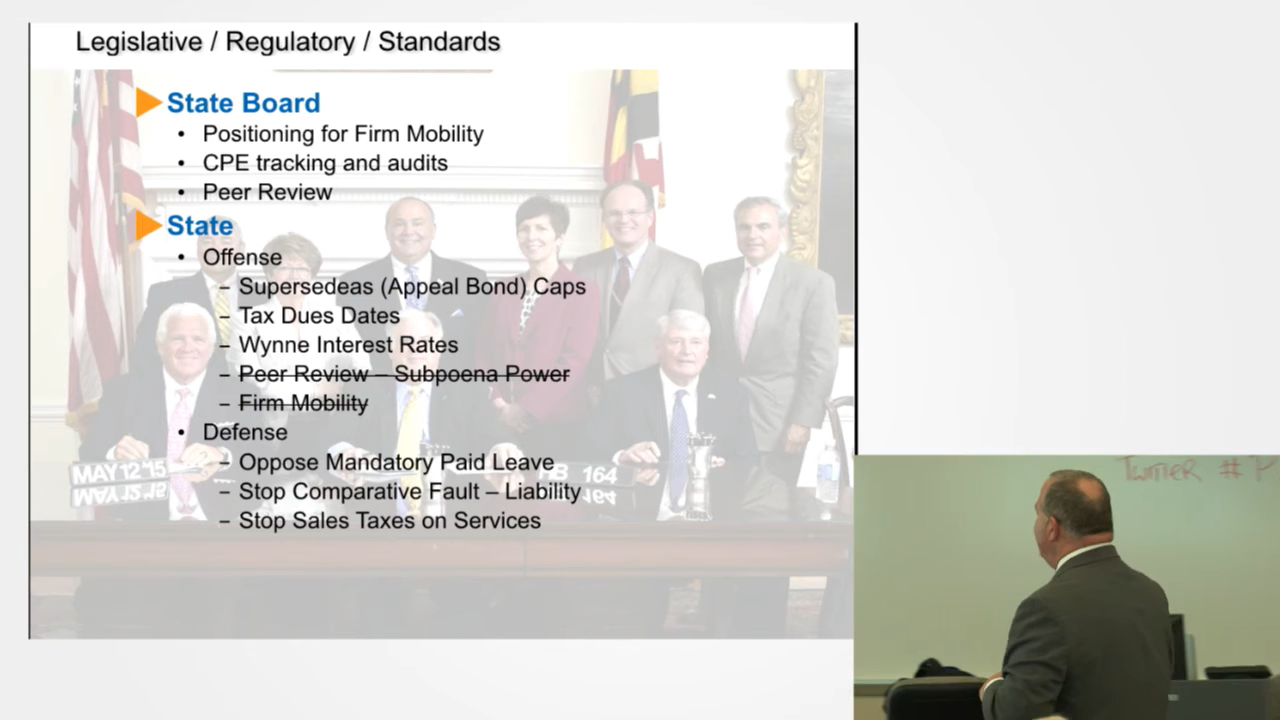 Legislative / Regulatory / Standards
State Board
• Positioning for Firm Mobility
• CPE tracking and audits
• Peer Review
State
• Offense
– Supersedeas (Appeal Bond) Caps
– Tax Dues Dates
– Wynne Interest Rates
– Peer Review – Subpoena Power
– Firm Mobility
• Defense
– Oppose Mandatory Paid Leave
– Stop Comparative Fault – Liability
– Stop Sales Taxes on Services
MAY 12 '15
HB 164
TWITTER #